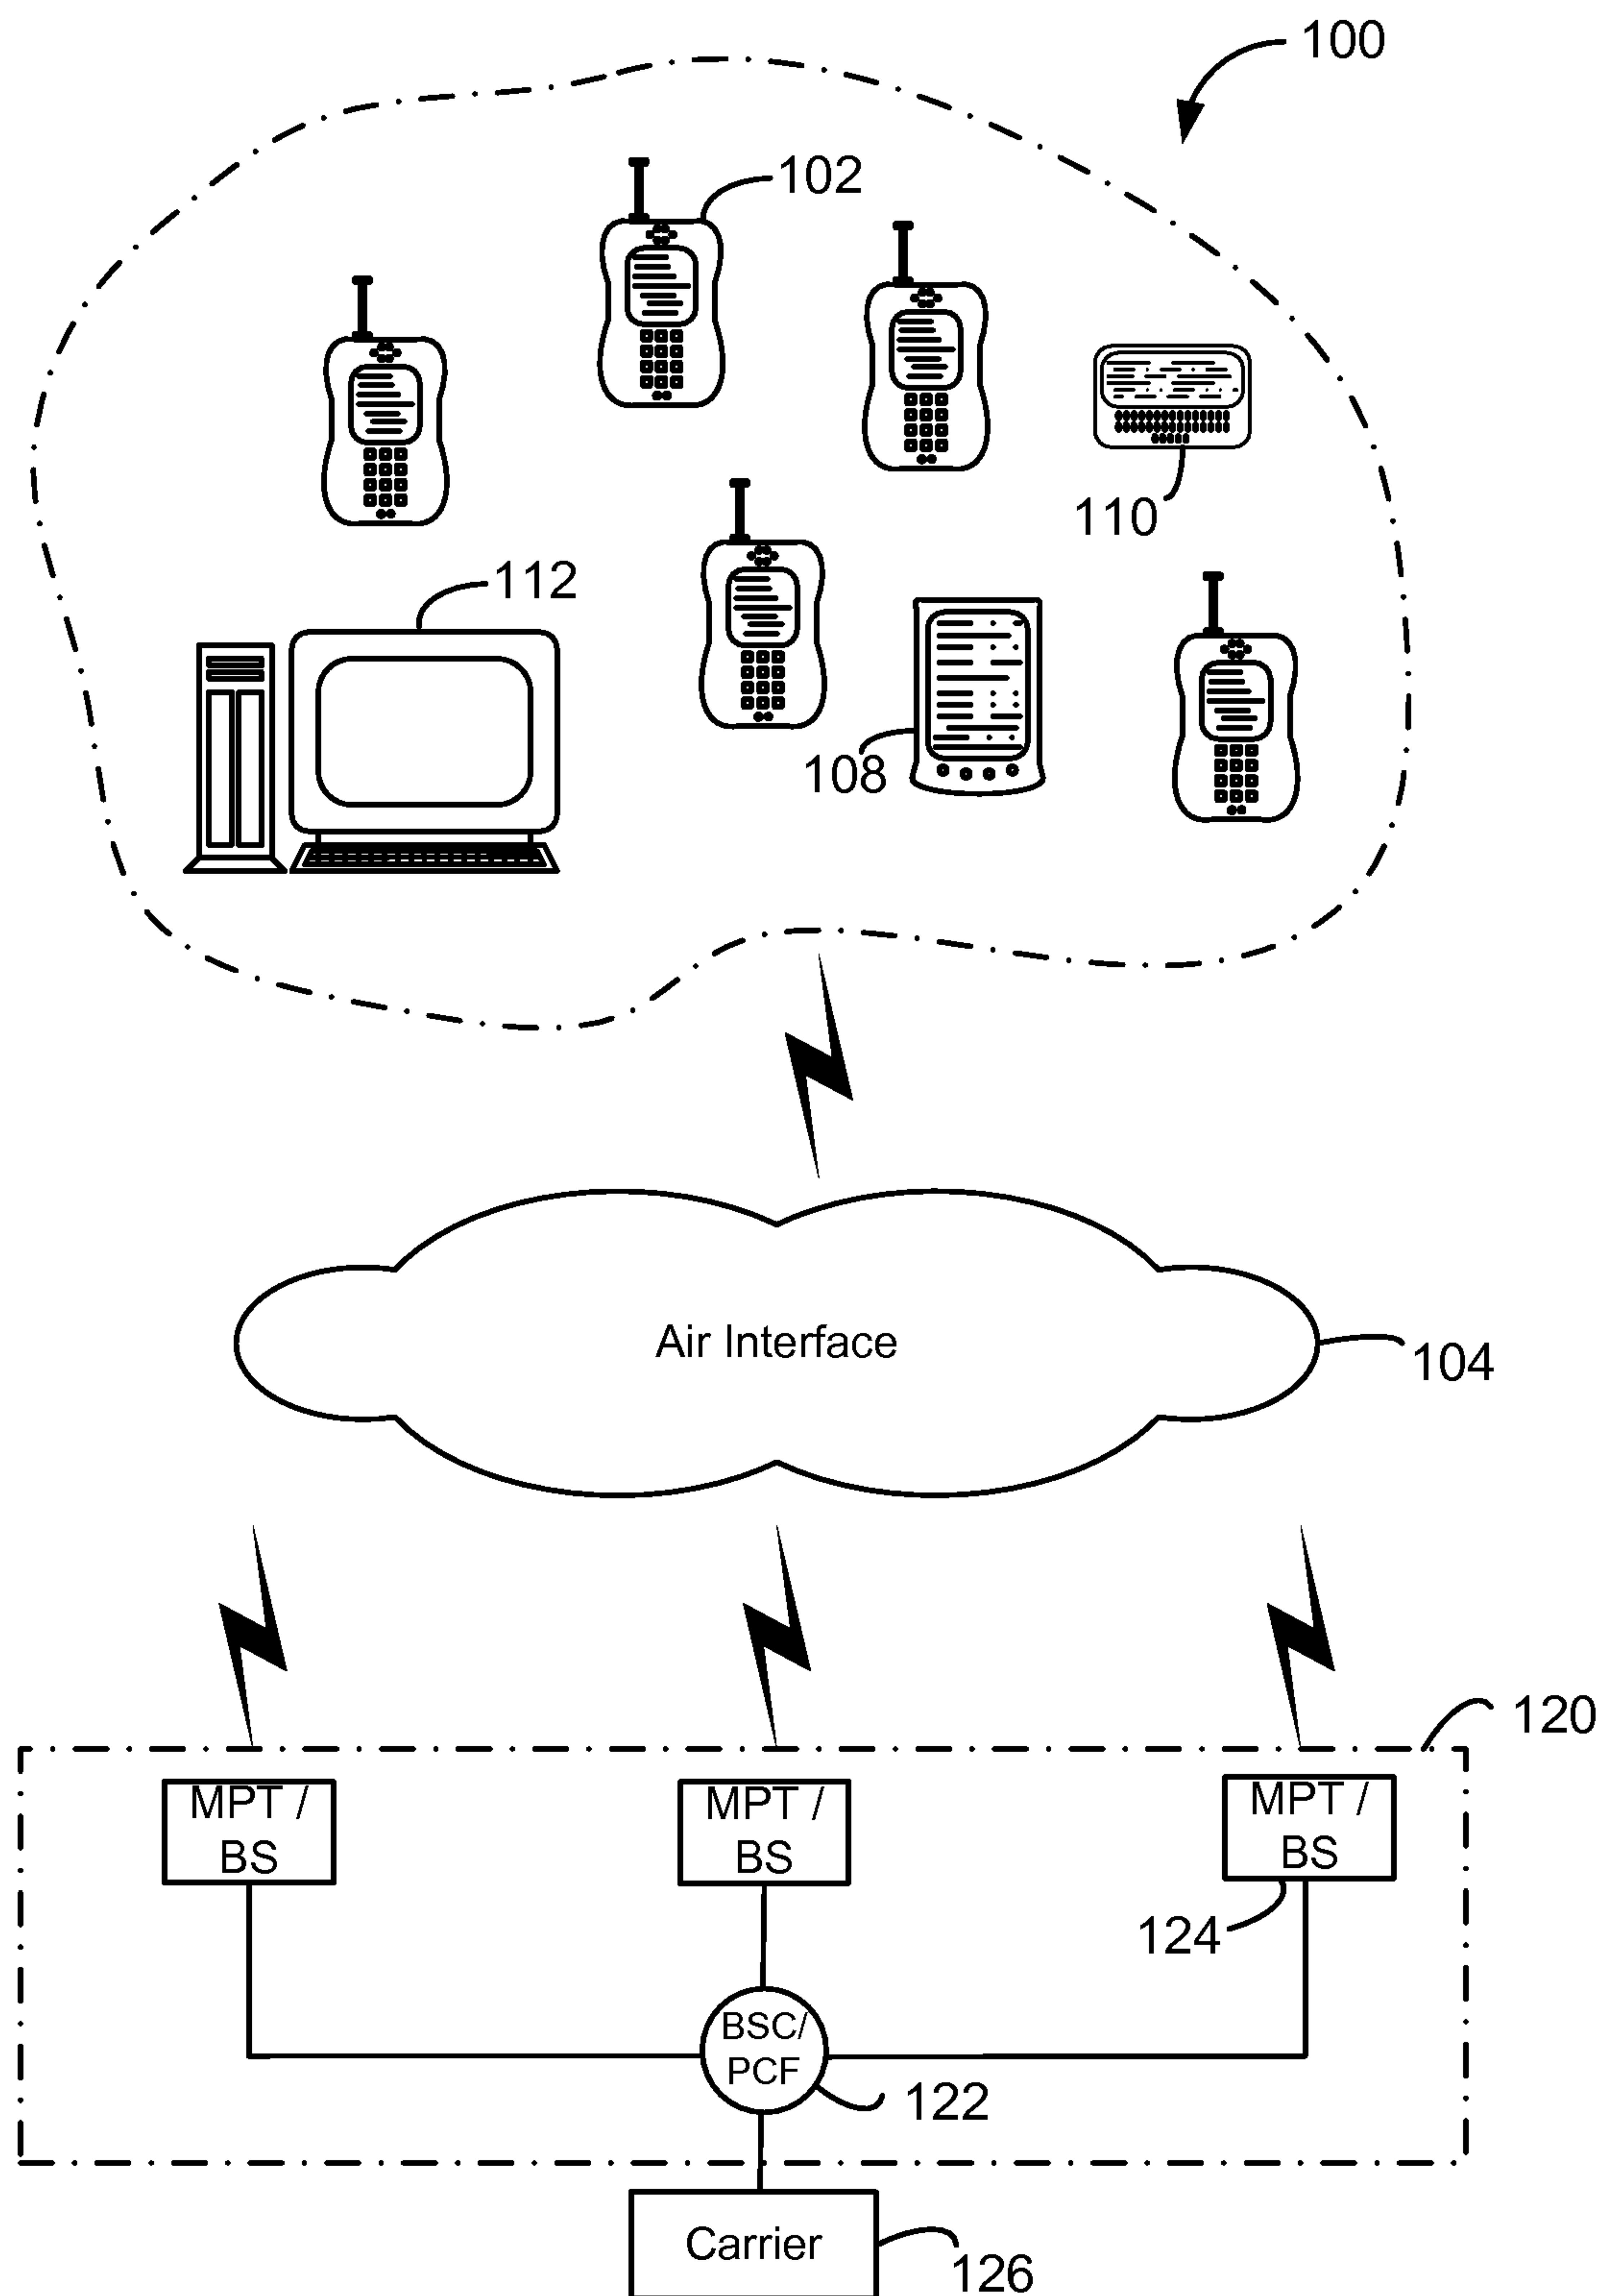 100
102
110
112
108
Air Interface
104
120
MPT /
BS
MPT /
BS
MPT /
BS
124
BSC/
PCF
122
Carrier
126